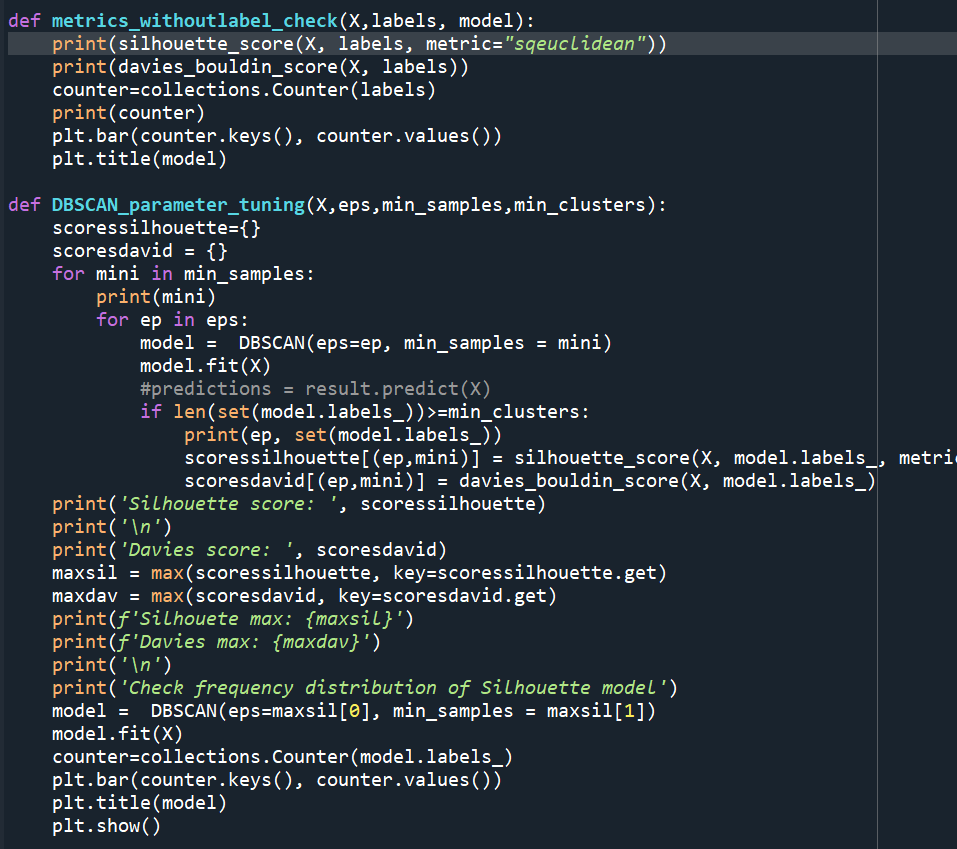 def metrics_withoutlabel_check(X,labels, model):
    print(silhouette_score(X, labels, metric="sqeuclidean"))
    print(davies_bouldin_score(X, labels))
    counter=collections.Counter(labels)
    print(counter)
    plt.bar(counter.keys(), counter.values())
    plt.title(model)

def DBSCAN_parameter_tuning(X,eps,min_samples,min_clusters):
    scoressilhouette={}
    scoresdavid = {}
    for mini in min_samples:
        print(mini)
        for ep in eps:
            model =  DBSCAN(eps=ep, min_samples = mini)
            model.fit(X)
            #predictions = result.predict(X)
            if len(set(model.labels_))>=min_clusters:
                print(ep, set(model.labels_))
                scoressilhouette[(ep,mini)] = silhouette_score(X, model.labels_, metri
                scoresdavid[(ep,mini)] = davies_bouldin_score(X, model.labels_)
    print('Silhouette score: ', scoressilhouette)
    print('\n')
    print('Davies score: ', scoresdavid)
    maxsil = max(scoressilhouette, key=scoressilhouette.get)
    maxdav = max(scoresdavid, key=scoresdavid.get)
    print(f'Silhouete max: {maxsil}')
    print(f'Davies max: {maxdav}')
    print('\n')
    print('Check frequency distribution of Silhouette model')
    model =  DBSCAN(eps=maxsil[0], min_samples = maxsil[1])
    model.fit(X)
    counter=collections.Counter(model.labels_)
    plt.bar(counter.keys(), counter.values())
    plt.title(model)
    plt.show()